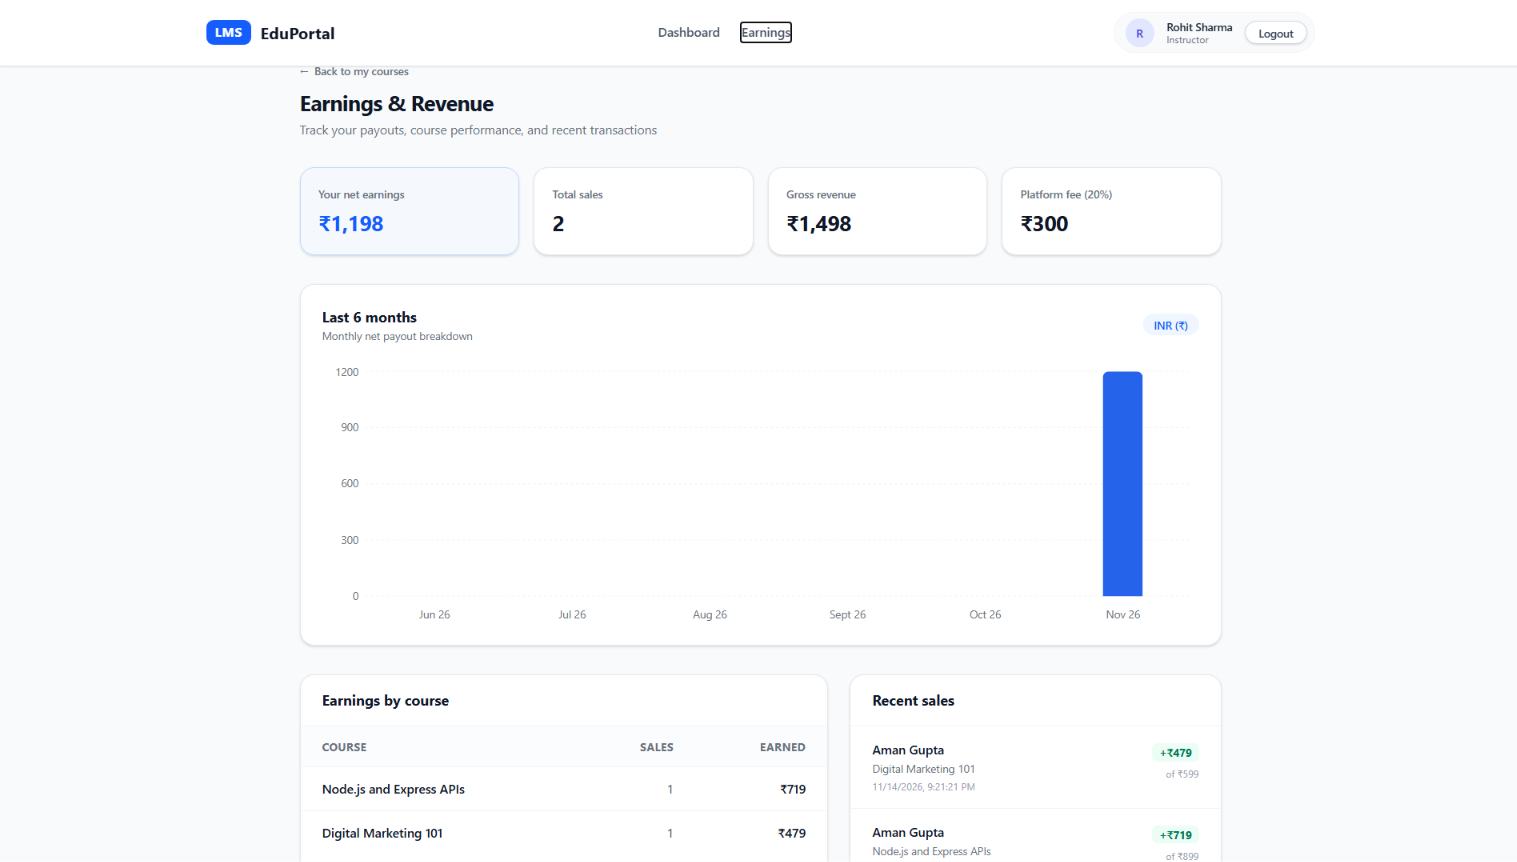 LMS EduPortal
Dashboard
Earnings
R
Rohit Sharma
Instructor
Logout
← Back to my courses
Earnings & Revenue
Track your payouts, course performance, and recent transactions
Your net earnings
₹1,198
Total sales
2
Gross revenue
₹1,498
Platform fee (20%)
₹300
Last 6 months
Monthly net payout breakdown
INR (₹)
1200
900
600
300
0
Jun 26
Jul 26
Aug 26
Sept 26
Oct 26
Nov 26
Earnings by course
COURSE SALES EARNED
Node.js and Express APIs 1 ₹719
Digital Marketing 101 1 ₹479
Recent sales
Aman Gupta
+₹479
Digital Marketing 101
of ₹599
11/14/2026, 9:21:21 PM
Aman Gupta
+₹719
Node.js and Express APIs
of ₹899